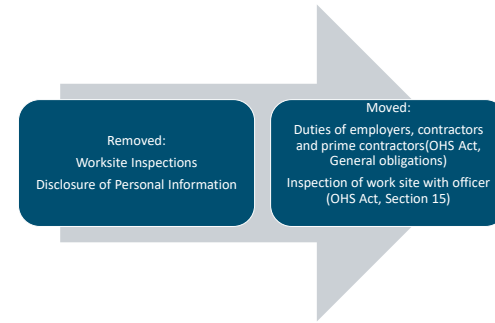 Removed:
Worksite Inspections
Disclosure of Personal Information
Moved:
Duties of employers, contractors
and prime contractors(OHS Act,
General obligations)
Inspection of work site with officer
(OHS Act, Section 15)